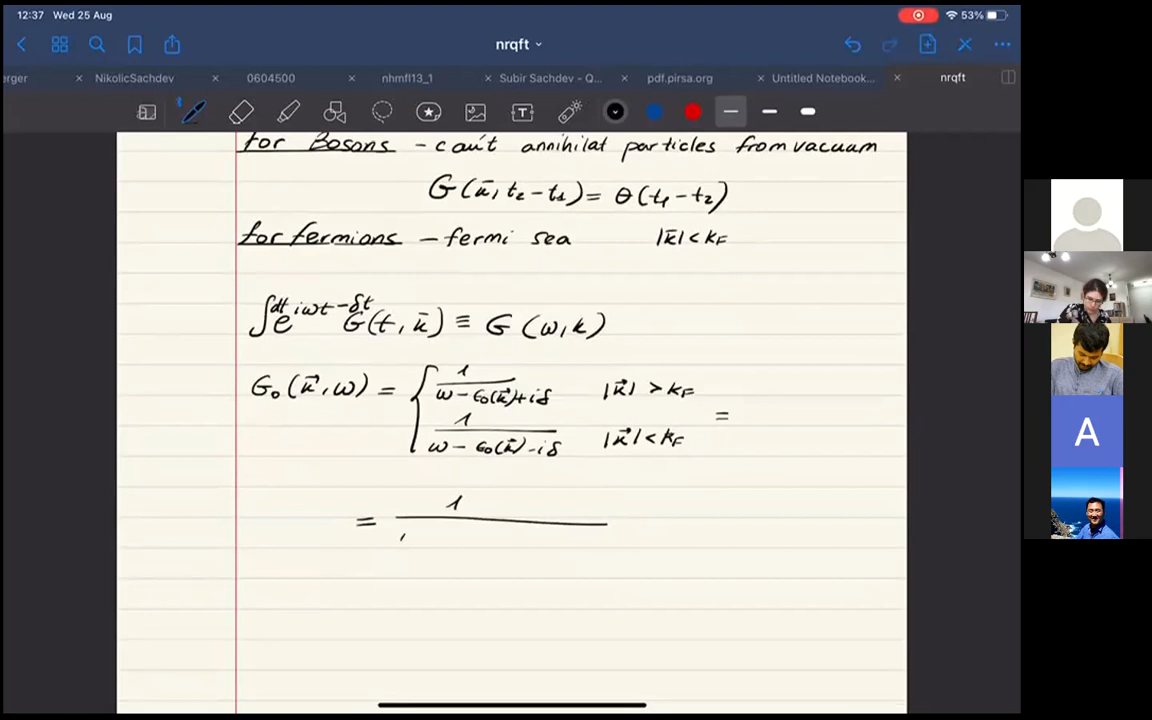 12:37 Wed 25 Aug
53%
nrqft
erger
NikolicSachdev
0604500
nhmfl13_1
Subir Sachdev - Q...
pdf.pirsa.org
Untitled Notebook...
nrqft
for Bosons - can't annihilat particles from vacuum
G(k̄, t₂-t₁) = θ(t₁-t₂)
for fermions - fermi sea |k̄| < k_F
∫dt e^{iωt-δt} G(t, k̄) ≡ G(ω,k)
G₀(k⃗,ω) = { 1/(ω - ϵ₀(k⃗)+iδ) |k⃗| > k_F
1/(ω - ϵ₀(k⃗)-iδ) |k⃗| < k_F =
= 1
A